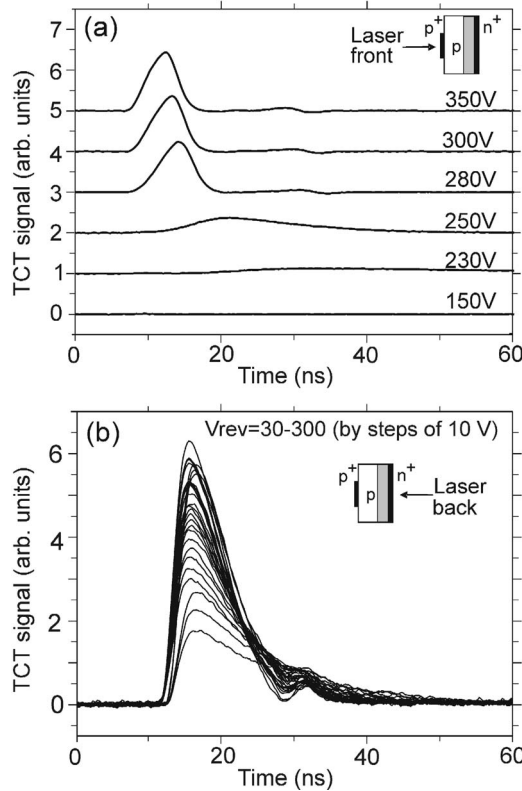 (a)
Laser
front
p+
n+
p
TCT signal (arb. units)
7
6
5
4
3
2
1
0
350V
300V
280V
250V
230V
150V
0
20
40
60
Time (ns)
(b)
Vrev=30-300 (by steps of 10 V)
p+
n+
p
Laser
back
TCT signal (arb. units)
6
4
2
0
0
20
40
60
Time (ns)